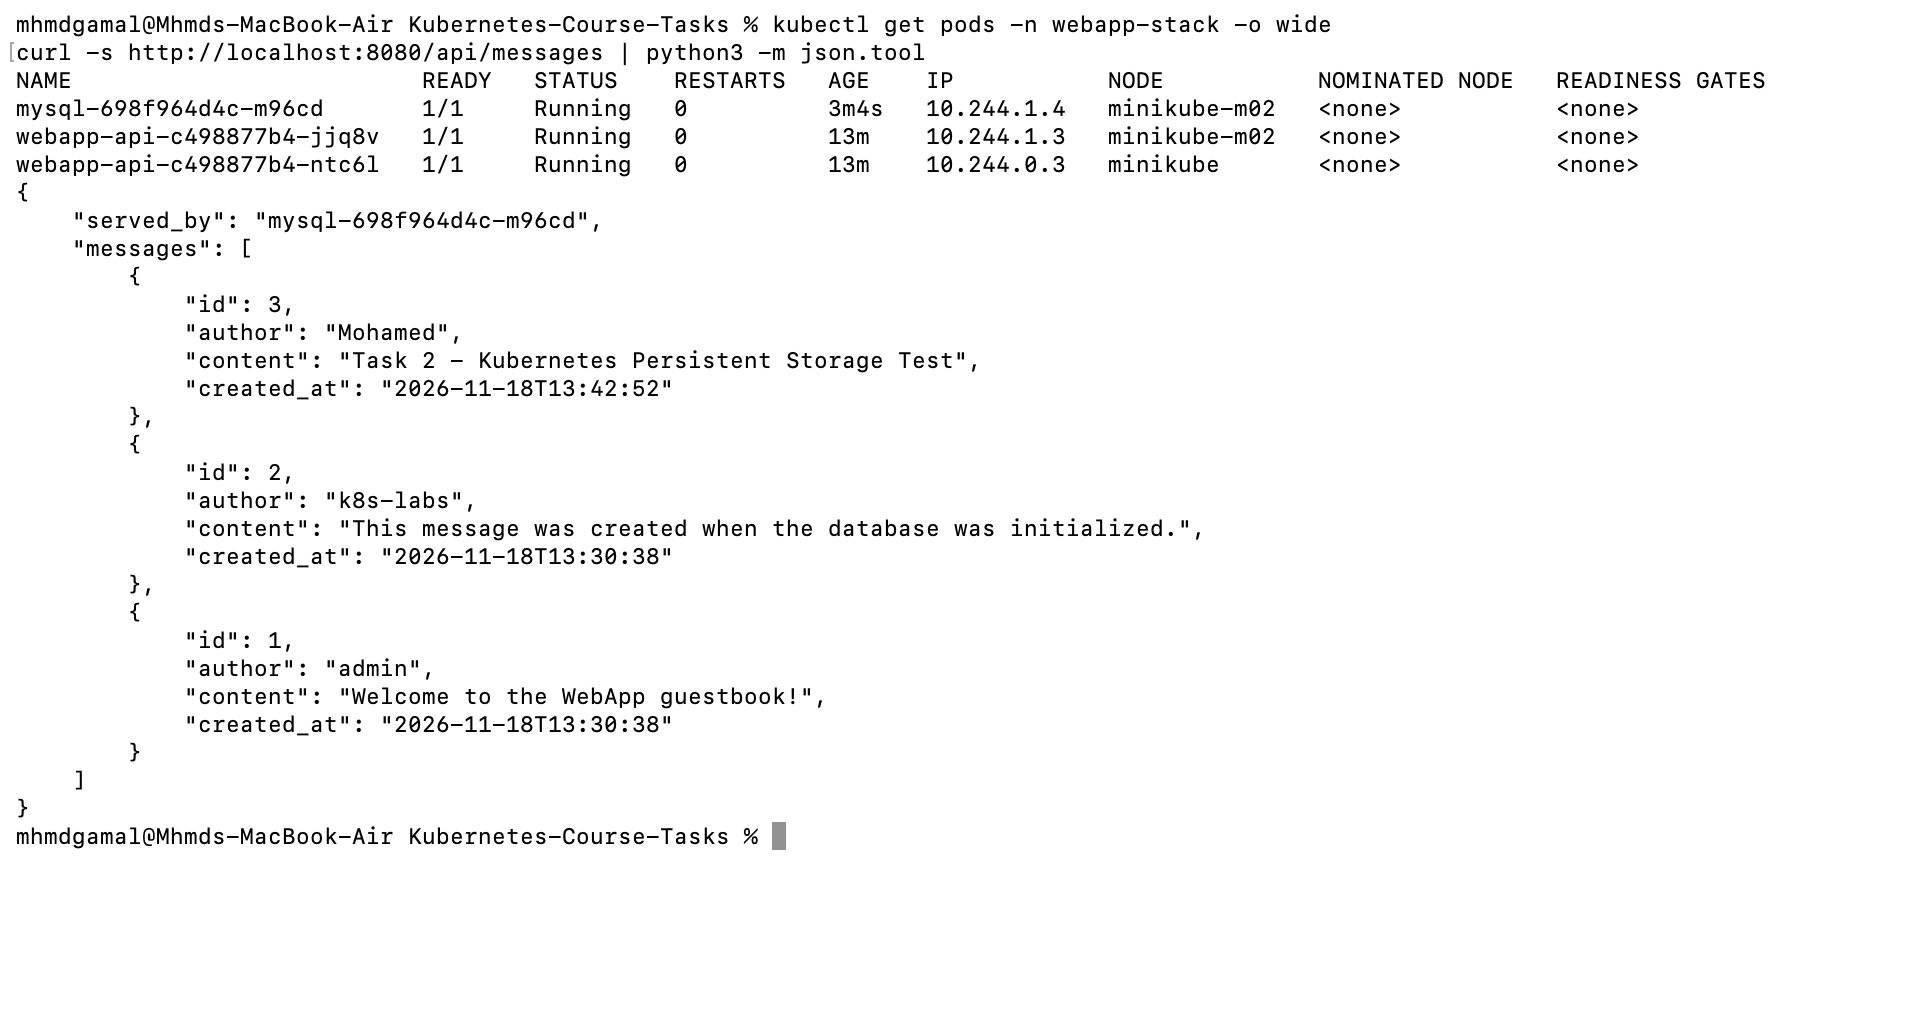 mhmdgamal@Mhmds-MacBook-Air Kubernetes-Course-Tasks % kubectl get pods -n webapp-stack -o wide
[curl -s http://localhost:8080/api/messages | python3 -m json.tool
NAME                         READY   STATUS    RESTARTS   AGE    IP           NODE           NOMINATED NODE   READINESS GATES
mysql-698f964d4c-m96cd       1/1     Running   0          3m4s   10.244.1.4   minikube-m02   <none>           <none>
webapp-api-c498877b4-jjq8v   1/1     Running   0          13m    10.244.1.3   minikube-m02   <none>           <none>
webapp-api-c498877b4-ntc6l   1/1     Running   0          13m    10.244.0.3   minikube       <none>           <none>
{
    "served_by": "mysql-698f964d4c-m96cd",
    "messages": [
        {
            "id": 3,
            "author": "Mohamed",
            "content": "Task 2 - Kubernetes Persistent Storage Test",
            "created_at": "2026-11-18T13:42:52"
        },
        {
            "id": 2,
            "author": "k8s-labs",
            "content": "This message was created when the database was initialized.",
            "created_at": "2026-11-18T13:30:38"
        },
        {
            "id": 1,
            "author": "admin",
            "content": "Welcome to the WebApp guestbook!",
            "created_at": "2026-11-18T13:30:38"
        }
    ]
}
mhmdgamal@Mhmds-MacBook-Air Kubernetes-Course-Tasks %